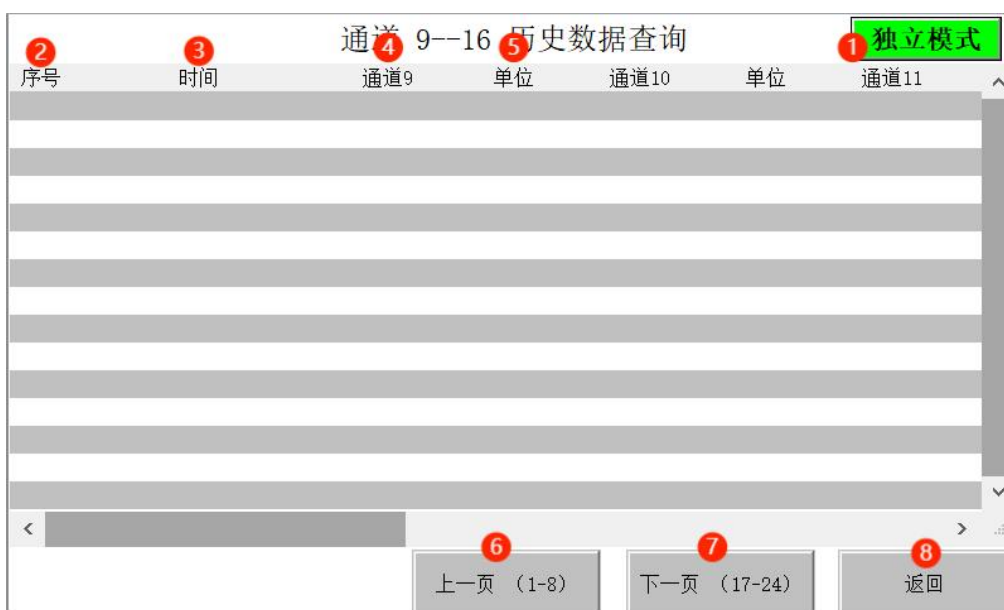 通道 9--16 历史数据查询
1 独立模式
2 3 4 5
序号 时间 通道9 单位 通道10 单位 通道11
6 7 8
上一页 （1-8） 下一页 （17-24） 返回